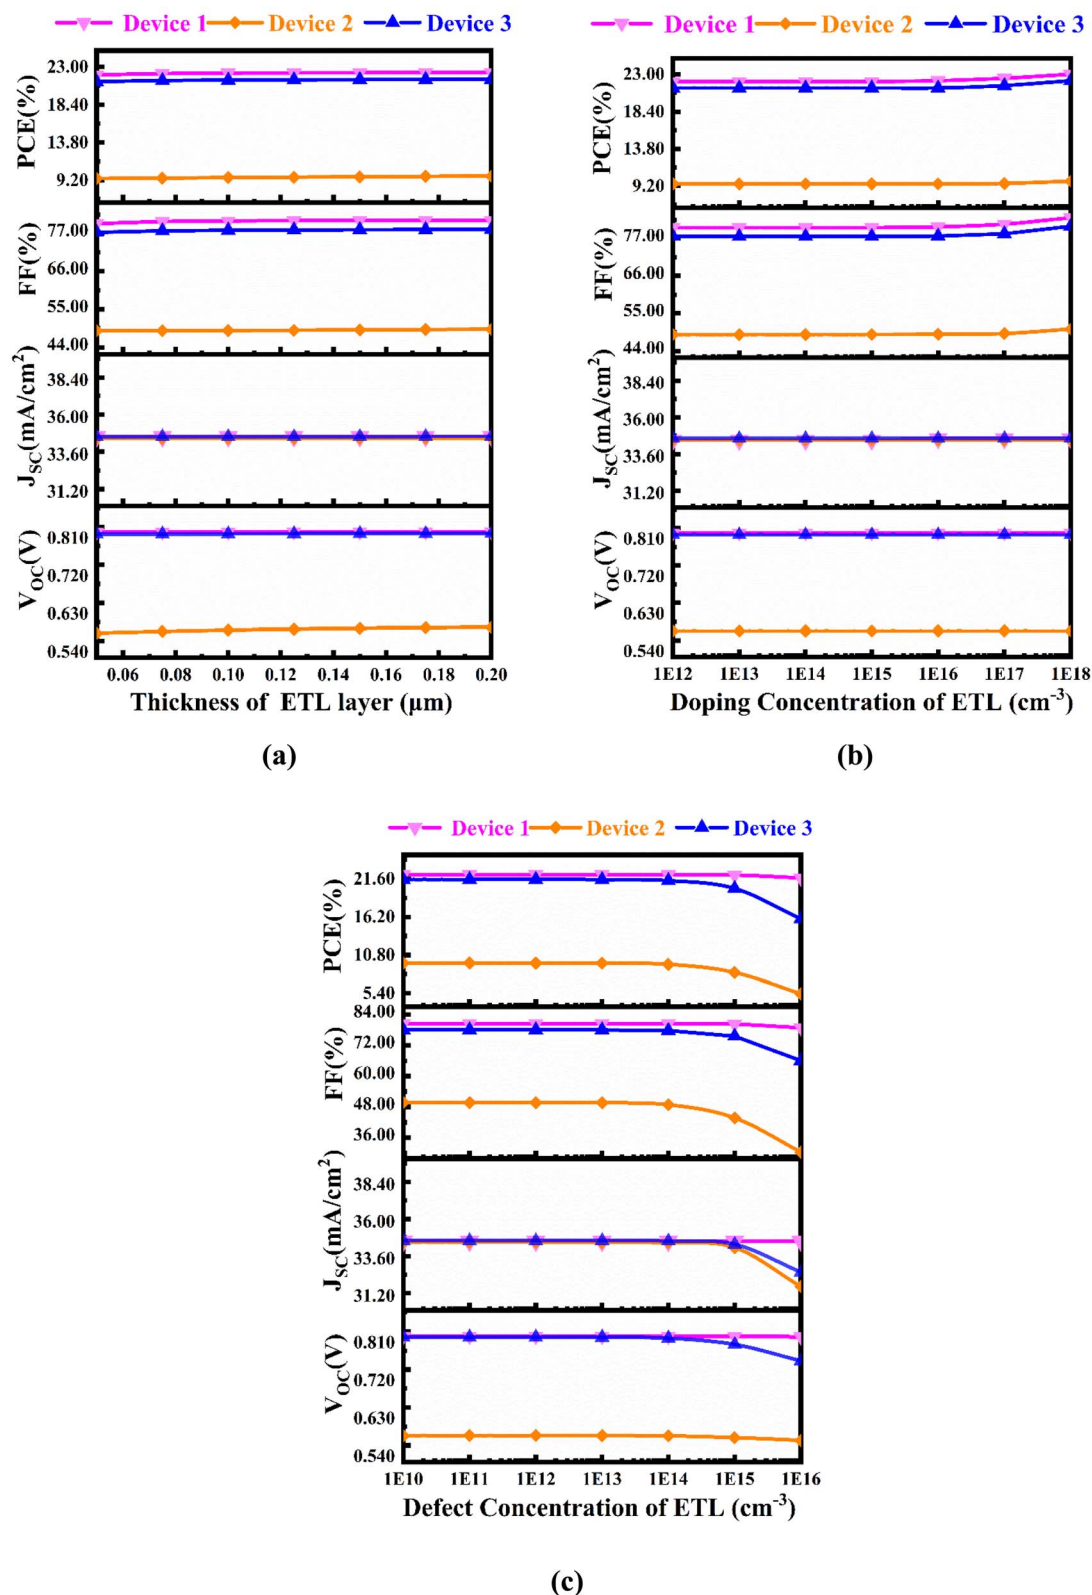 Device 1 Device 2 Device 3
PCE(%)
23.00
18.40
13.80
9.20
FF(%)
77.00
66.00
55.00
44.00
JSC(mA/cm²)
38.40
36.00
33.60
31.20
VOC(V)
0.810
0.720
0.630
0.540
0.06 0.08 0.10 0.12 0.14 0.16 0.18 0.20
Thickness of ETL layer (µm)
(a)
Device 1 Device 2 Device 3
PCE(%)
23.00
18.40
13.80
9.20
FF(%)
77.00
66.00
55.00
44.00
JSC(mA/cm²)
38.40
36.00
33.60
31.20
VOC(V)
0.810
0.720
0.630
0.540
1E12 1E13 1E14 1E15 1E16 1E17 1E18
Doping Concentration of ETL (cm⁻³)
(b)
Device 1 Device 2 Device 3
PCE(%)
21.60
16.20
10.80
5.40
FF(%)
84.00
72.00
60.00
48.00
36.00
JSC(mA/cm²)
38.40
36.00
33.60
31.20
VOC(V)
0.810
0.720
0.630
0.540
1E10 1E11 1E12 1E13 1E14 1E15 1E16
Defect Concentration of ETL (cm⁻³)
(c)